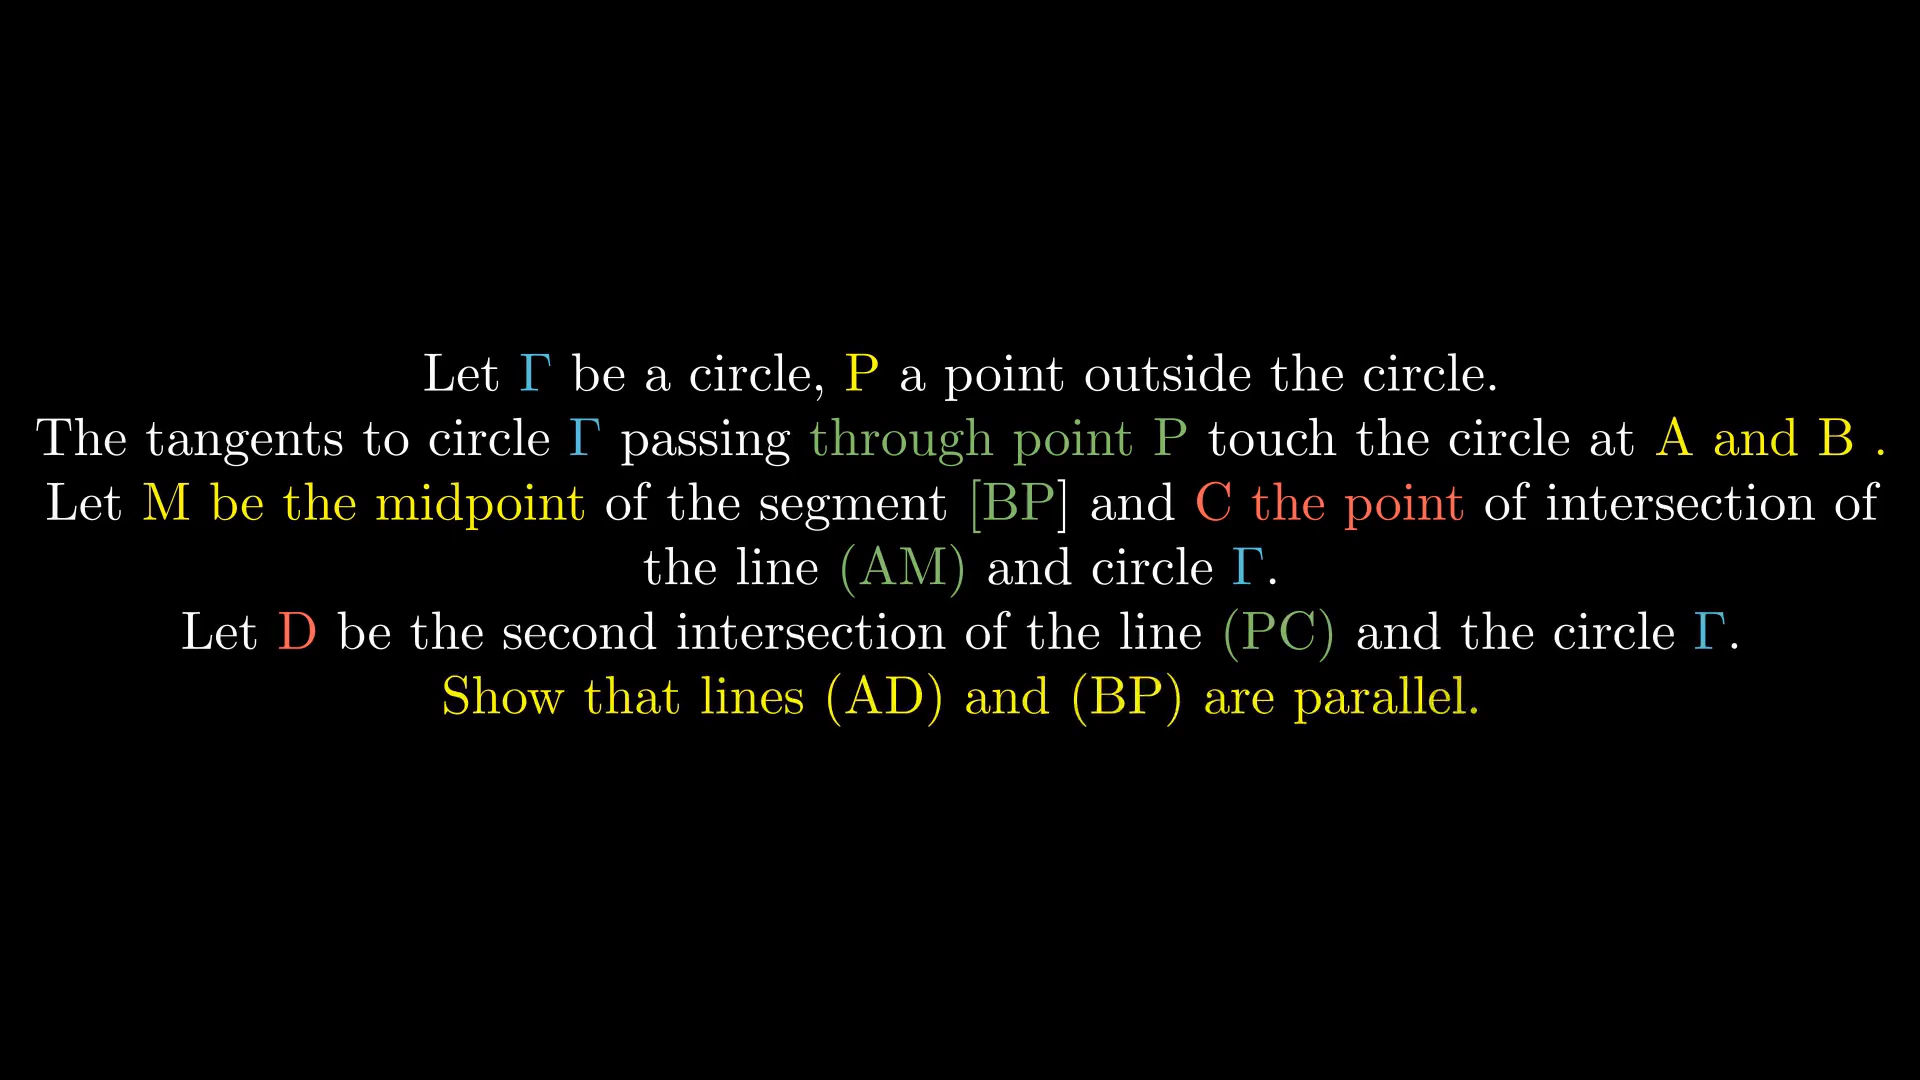 Let Γ be a circle, P a point outside the circle.
The tangents to circle Γ passing through point P touch the circle at A and B .
Let M be the midpoint of the segment [BP] and C the point of intersection of
the line (AM) and circle Γ.
Let D be the second intersection of the line (PC) and the circle Γ.
Show that lines (AD) and (BP) are parallel.